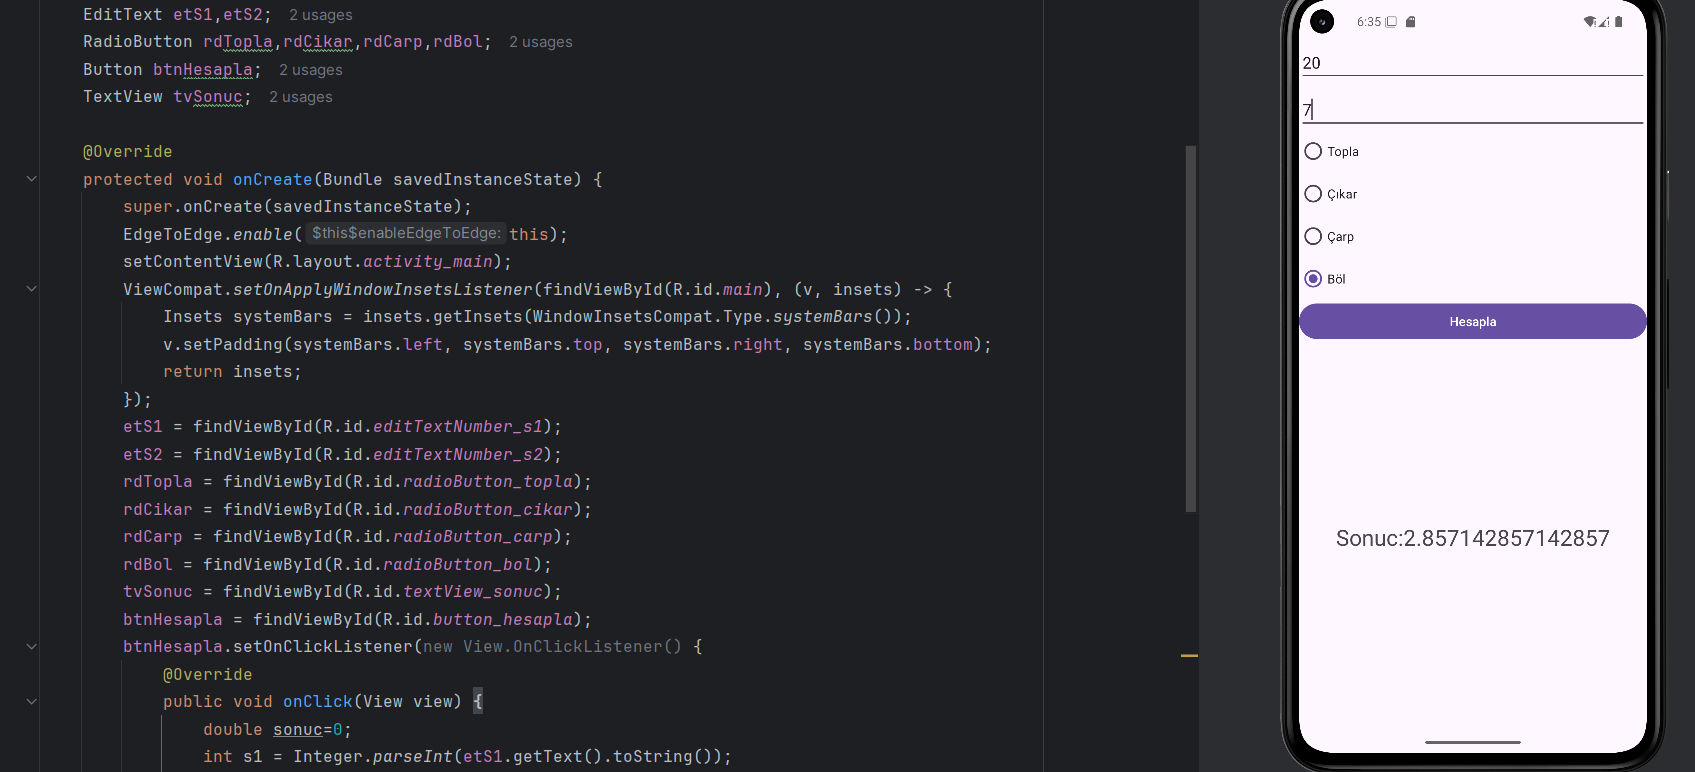 EditText etS1,etS2;  2 usages
RadioButton rdTopla,rdCikar,rdCarp,rdBol;  2 usages
Button btnHesapla;  2 usages
TextView tvSonuc;  2 usages
@Override
protected void onCreate(Bundle savedInstanceState) {
super.onCreate(savedInstanceState);
EdgeToEdge.enable( $this$enableEdgeToEdge: this);
setContentView(R.layout.activity_main);
ViewCompat.setOnApplyWindowInsetsListener(findViewById(R.id.main), (v, insets) -> {
Insets systemBars = insets.getInsets(WindowInsetsCompat.Type.systemBars());
v.setPadding(systemBars.left, systemBars.top, systemBars.right, systemBars.bottom);
return insets;
});
etS1 = findViewById(R.id.editTextNumber_s1);
etS2 = findViewById(R.id.editTextNumber_s2);
rdTopla = findViewById(R.id.radioButton_topla);
rdCikar = findViewById(R.id.radioButton_cikar);
rdCarp = findViewById(R.id.radioButton_carp);
rdBol = findViewById(R.id.radioButton_bol);
tvSonuc = findViewById(R.id.textView_sonuc);
btnHesapla = findViewById(R.id.button_hesapla);
btnHesapla.setOnClickListener(new View.OnClickListener() {
@Override
public void onClick(View view) {
double sonuc=0;
int s1 = Integer.parseInt(etS1.getText().toString());
6:35
20
7
Topla
Çıkar
Çarp
Böl
Hesapla
Sonuc:2.857142857142857